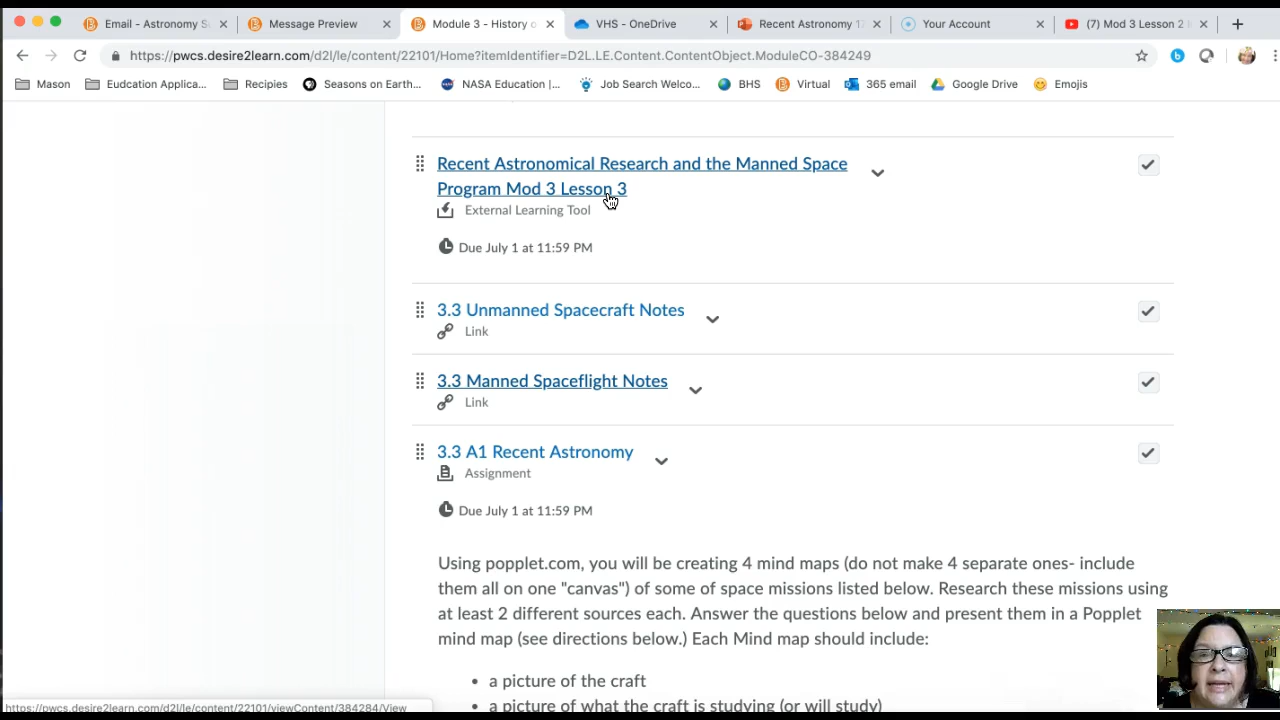 Email - Astronomy S
Message Preview
Module 3 - History o
VHS - OneDrive
Recent Astronomy 1
Your Account
(7) Mod 3 Lesson 2
https://pwcs.desire2learn.com/d2l/le/content/22101/Home?itemIdentifier=D2L.LE.Content.ContentObject.ModuleCO-384249
Mason
Eudcation Applica...
Recipies
Seasons on Earth...
NASA Education |...
Job Search Welco...
BHS
Virtual
365 email
Google Drive
Emojis
Recent Astronomical Research and the Manned Space
Program Mod 3 Lesson 3
External Learning Tool
Due July 1 at 11:59 PM
3.3 Unmanned Spacecraft Notes
Link
3.3 Manned Spaceflight Notes
Link
3.3 A1 Recent Astronomy
Assignment
Due July 1 at 11:59 PM
Using popplet.com, you will be creating 4 mind maps (do not make 4 separate ones- include
them all on one "canvas") of some of space missions listed below. Research these missions using
at least 2 different sources each. Answer the questions below and present them in a Popplet
mind map (see directions below.) Each Mind map should include:
• a picture of the craft
• a picture of what the craft is studying (or will study)
https://pwcs.desire2learn.com/d2l/le/content/22101/viewContent/384284/View